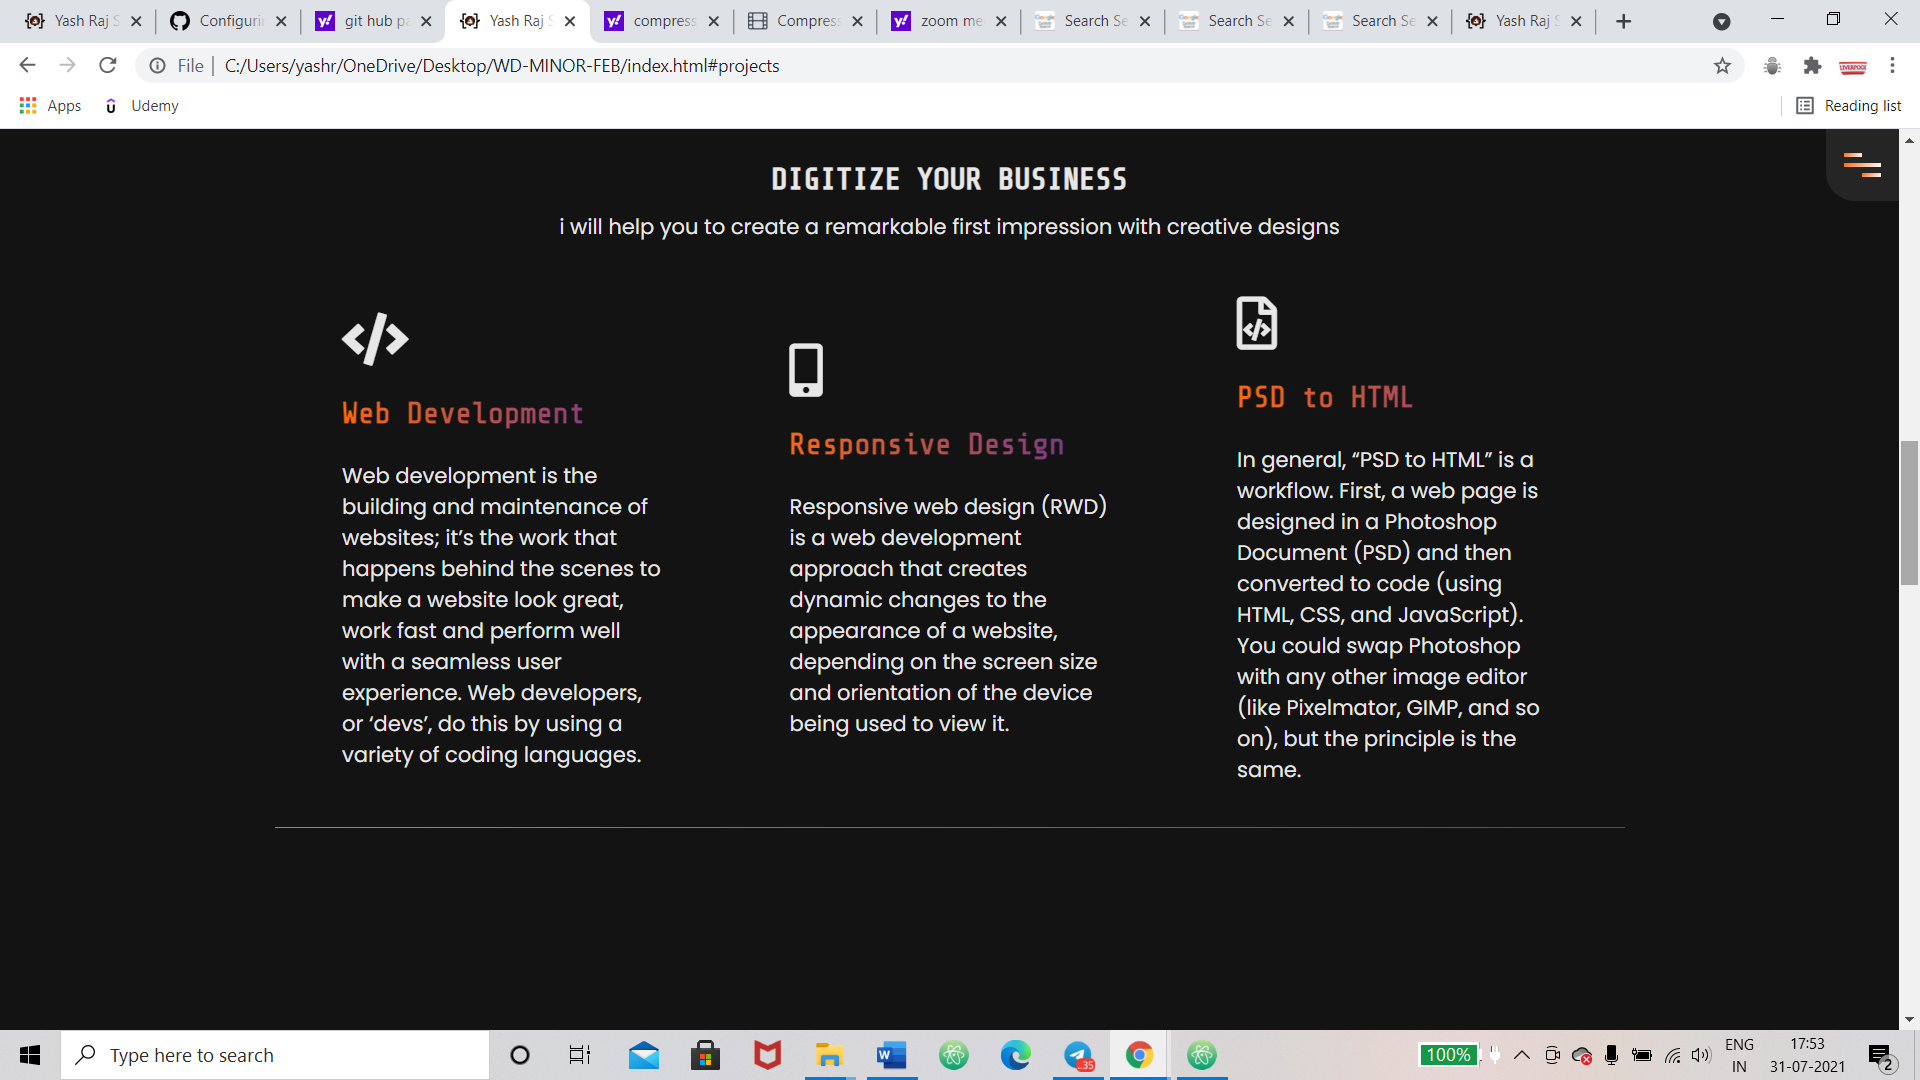 Yash Raj S
Configuri
git hub pa
Yash Raj S
compress
Compress
zoom me
Search Se
Search Se
Search Se
Yash Raj S
File
C:/Users/yashr/OneDrive/Desktop/WD-MINOR-FEB/index.html#projects
LIVERPOOL
Apps
Udemy
Reading list
DIGITIZE YOUR BUSINESS
i will help you to create a remarkable first impression with creative designs
Web Development
Web development is the
building and maintenance of
websites; it’s the work that
happens behind the scenes to
make a website look great,
work fast and perform well
with a seamless user
experience. Web developers,
or ‘devs’, do this by using a
variety of coding languages.
Responsive Design
Responsive web design (RWD)
is a web development
approach that creates
dynamic changes to the
appearance of a website,
depending on the screen size
and orientation of the device
being used to view it.
PSD to HTML
In general, “PSD to HTML” is a
workflow. First, a web page is
designed in a Photoshop
Document (PSD) and then
converted to code (using
HTML, CSS, and JavaScript).
You could swap Photoshop
with any other image editor
(like Pixelmator, GIMP, and so
on), but the principle is the
same.
Type here to search
..35
100%
ENG
IN
17:53
31-07-2021
2